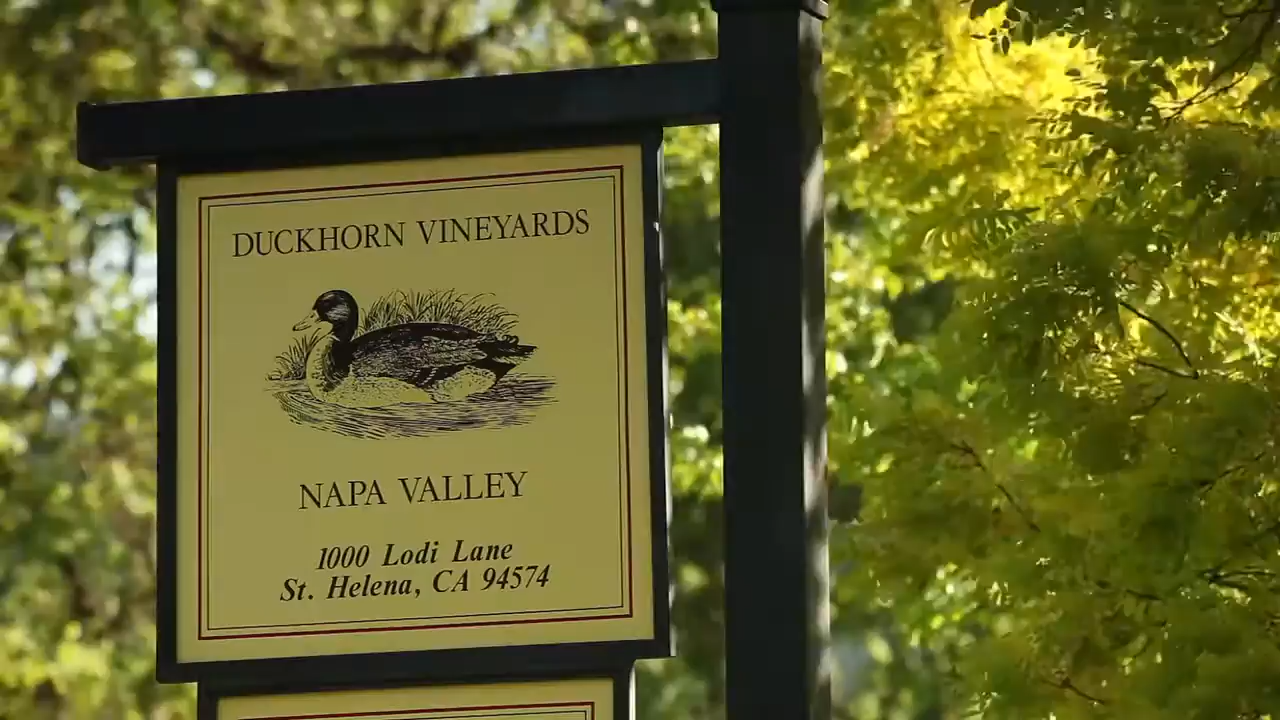 DUCKHORN VINEYARDS
NAPA VALLEY
1000 Lodi Lane
St. Helena, CA 94574